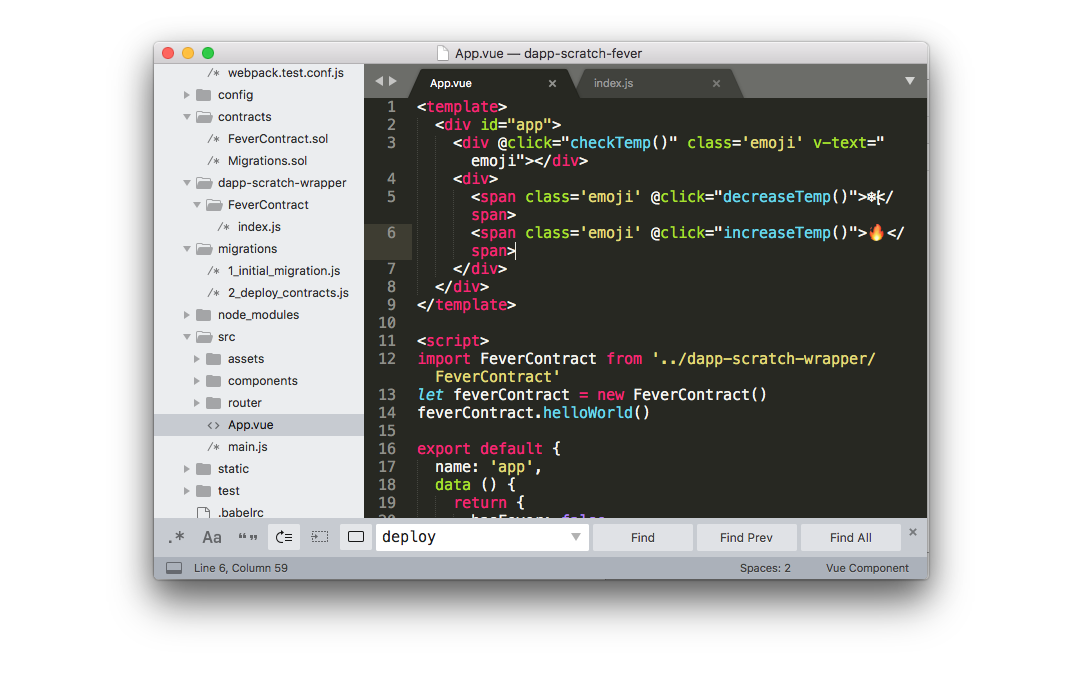 App.vue — dapp-scratch-fever
/* webpack.test.conf.js
config
contracts
/* FeverContract.sol
/* Migrations.sol
dapp-scratch-wrapper
FeverContract
/* index.js
migrations
/* 1_initial_migration.js
/* 2_deploy_contracts.js
node_modules
src
assets
components
router
<> App.vue
/* main.js
static
test
.babelrc
App.vue × index.js ×
1 <template>
2 <div id="app">
3 <div @click="checkTemp()" class='emoji' v-text="
emoji"></div>
4 <div>
5 <span class='emoji' @click="decreaseTemp()">❄️</
span>
6 <span class='emoji' @click="increaseTemp()">🔥</
span>
7 </div>
8 </div>
9 </template>
10
11 <script>
12 import FeverContract from '../dapp-scratch-wrapper/
FeverContract'
13 let feverContract = new FeverContract()
14 feverContract.helloWorld()
15
16 export default {
17 name: 'app',
18 data () {
19 return {
20 hasFever: false
.* Aa “” deploy Find Find Prev Find All ×
Line 6, Column 59 Spaces: 2 Vue Component